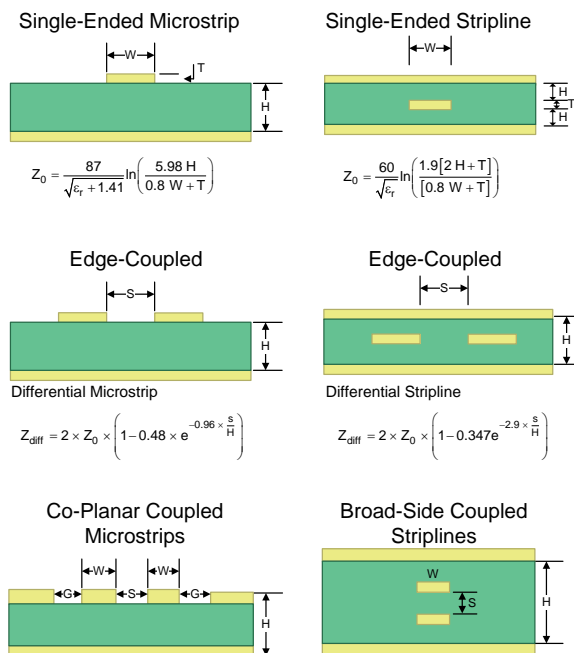 Single-Ended Microstrip
W
T
H
Z₀ = 87/√(εᵣ + 1.41) ln(5.98 H/(0.8 W + T))
Single-Ended Stripline
W
H
T
H
Z₀ = 60/√εᵣ ln(1.9[2 H + T]/[0.8 W + T])
Edge-Coupled
S
H
Differential Microstrip
Z_diff = 2 × Z₀ × (1 − 0.48 × e^(−0.96 × s/H))
Edge-Coupled
S
H
Differential Stripline
Z_diff = 2 × Z₀ × (1 − 0.347e^(−2.9 × s/H))
Co-Planar Coupled
Microstrips
W W
G S G
H
Broad-Side Coupled
Striplines
W
S
H